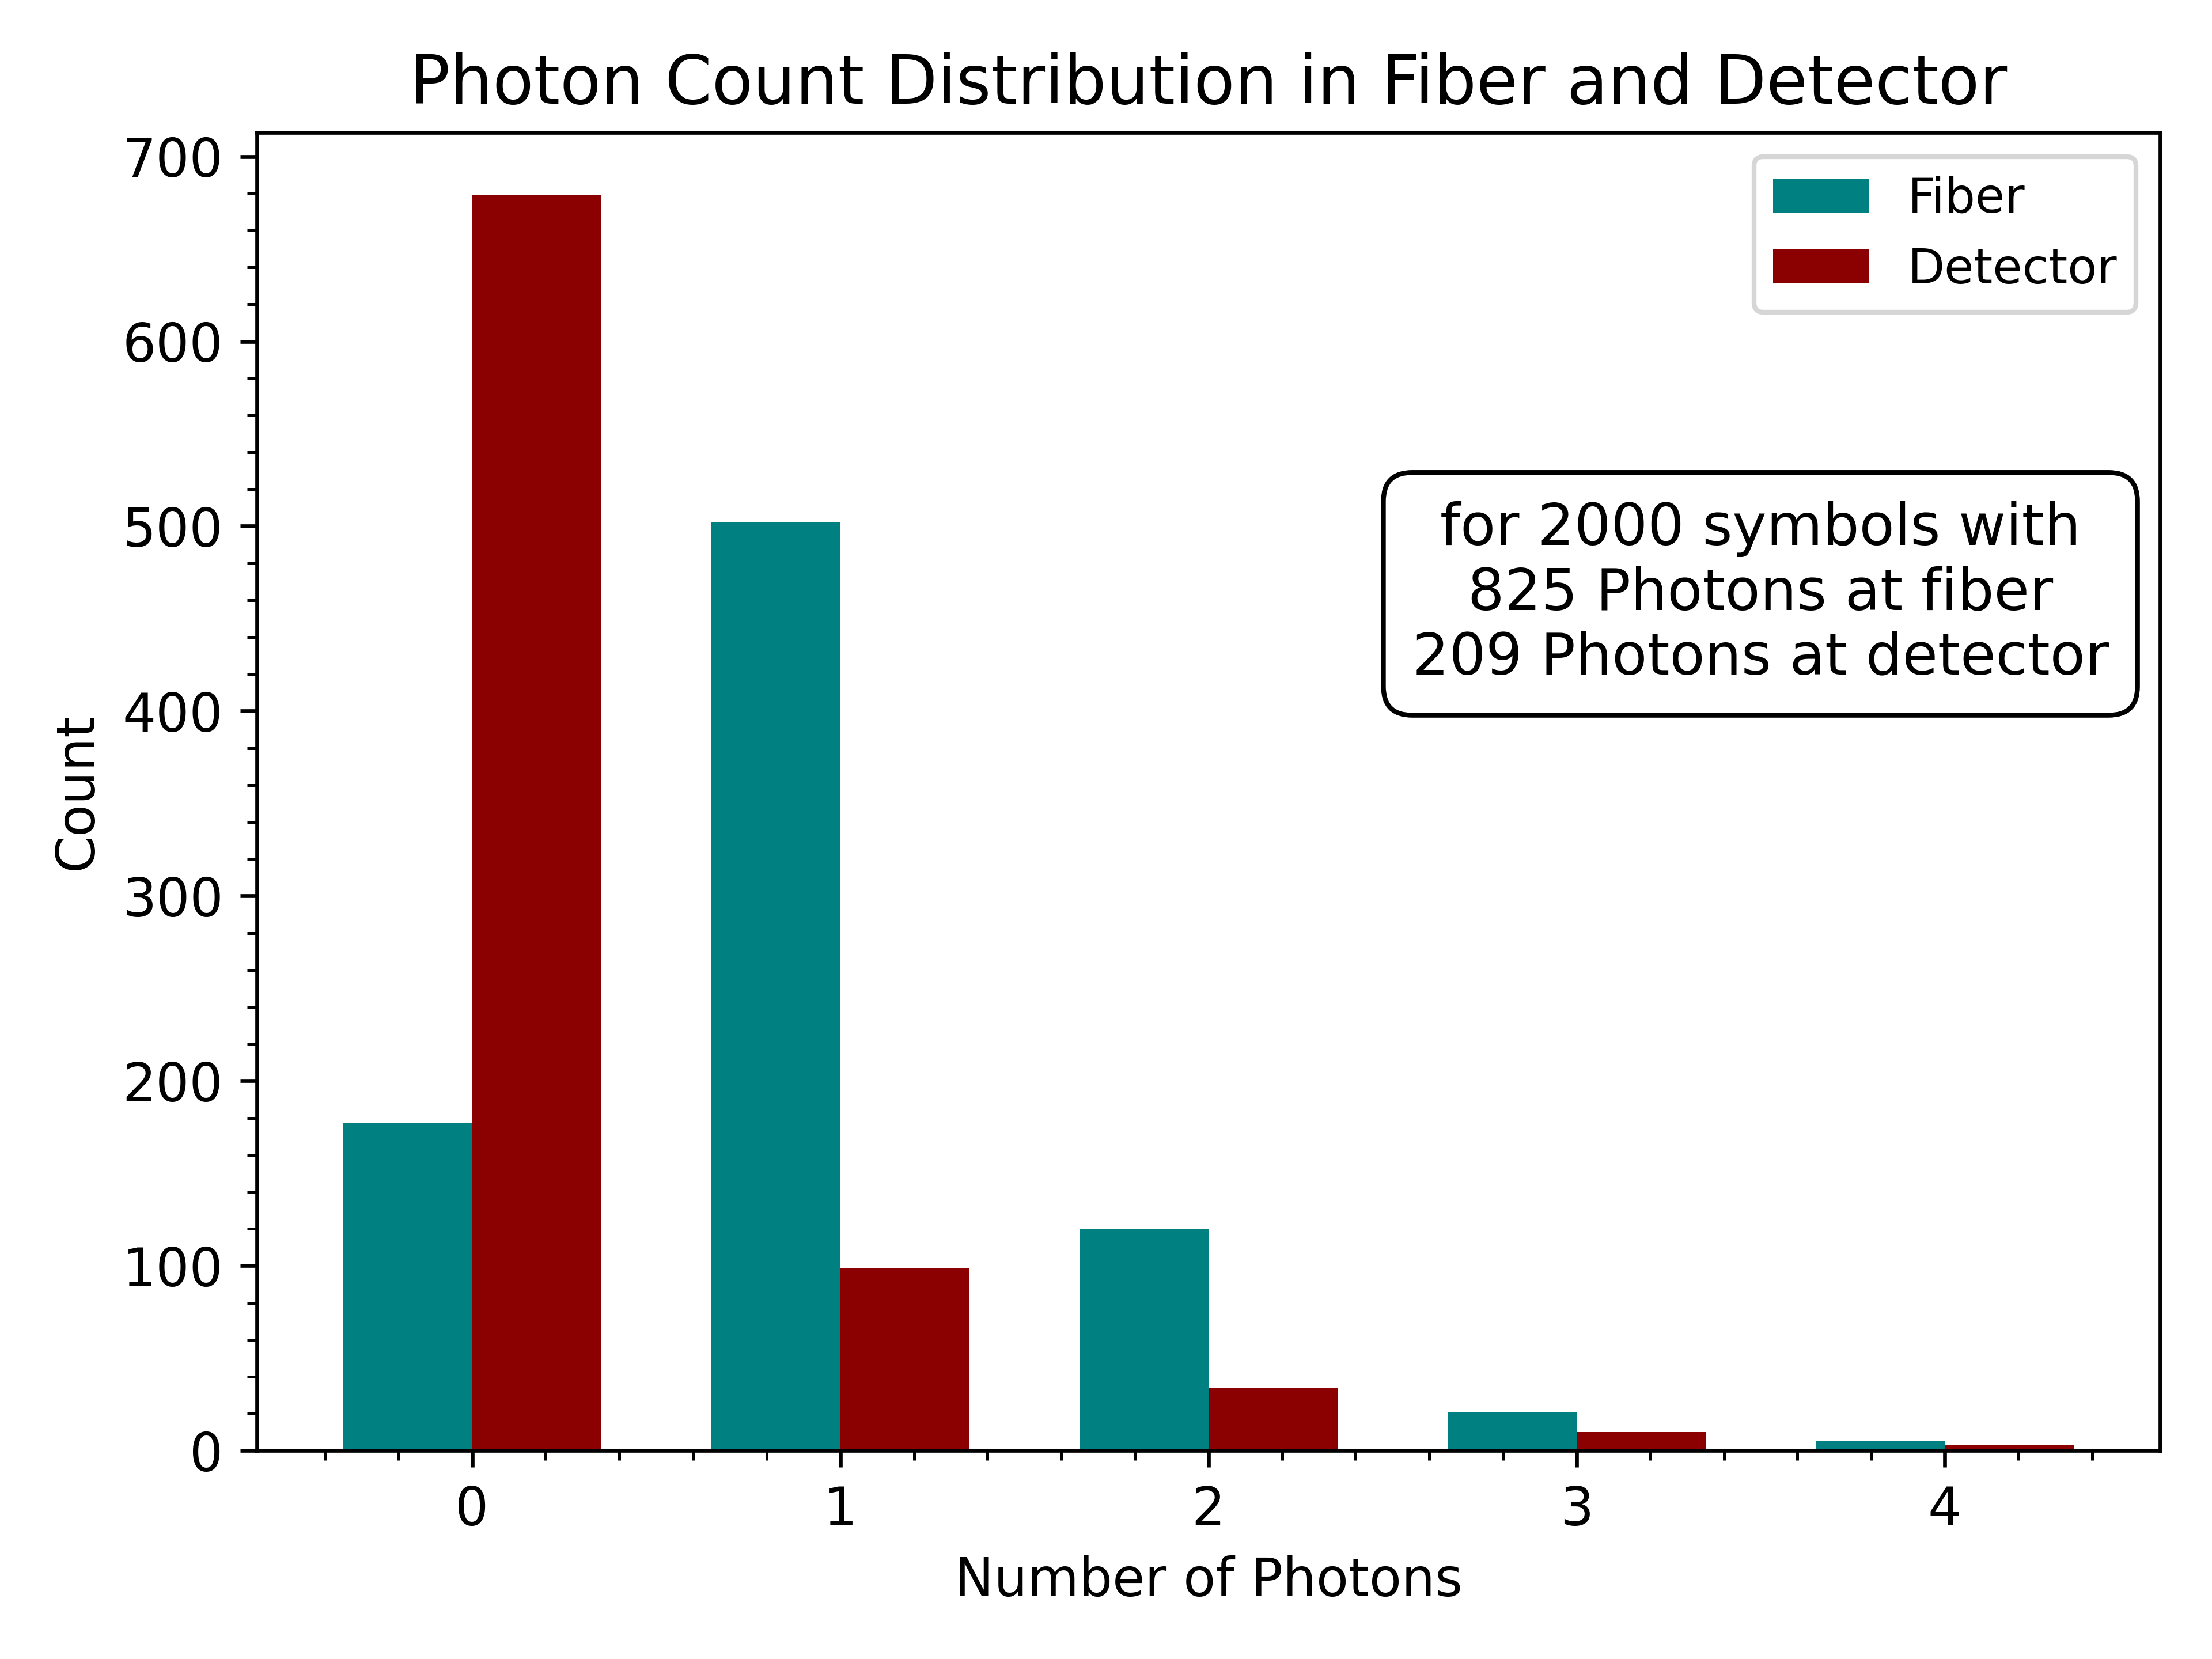 Photon Count Distribution in Fiber and Detector
700
600
500
400
300
200
100
0
Count
Fiber
Detector
for 2000 symbols with
825 Photons at fiber
209 Photons at detector
0 1 2 3 4
Number of Photons